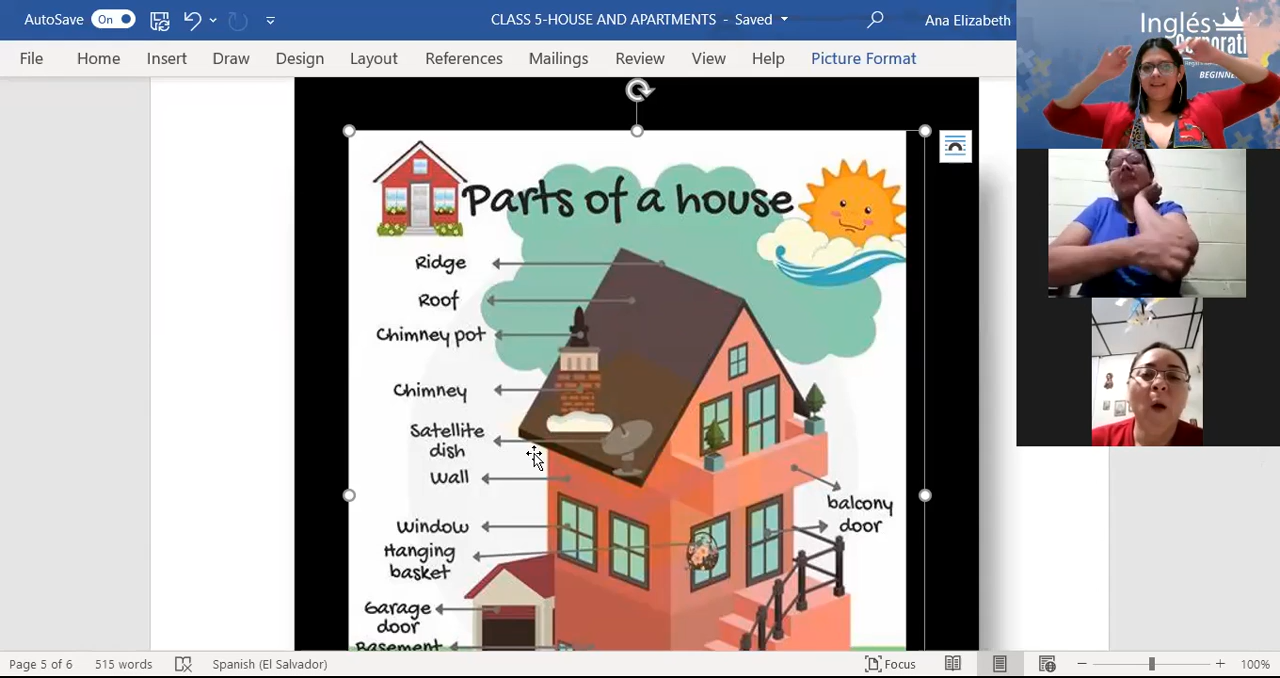 AutoSave On CLASS 5-HOUSE AND APARTMENTS - Saved Ana Elizabeth
File Home Insert Draw Design Layout References Mailings Review View Help Picture Format
Inglés
BEGINNE
Parts of a house
Ridge
Roof
Chimney pot
Chimney
Satellite
dish
Wall
Window
Hanging
basket
Garage
door
Basement
balcony
door
Page 5 of 6 515 words Spanish (El Salvador) Focus 100%